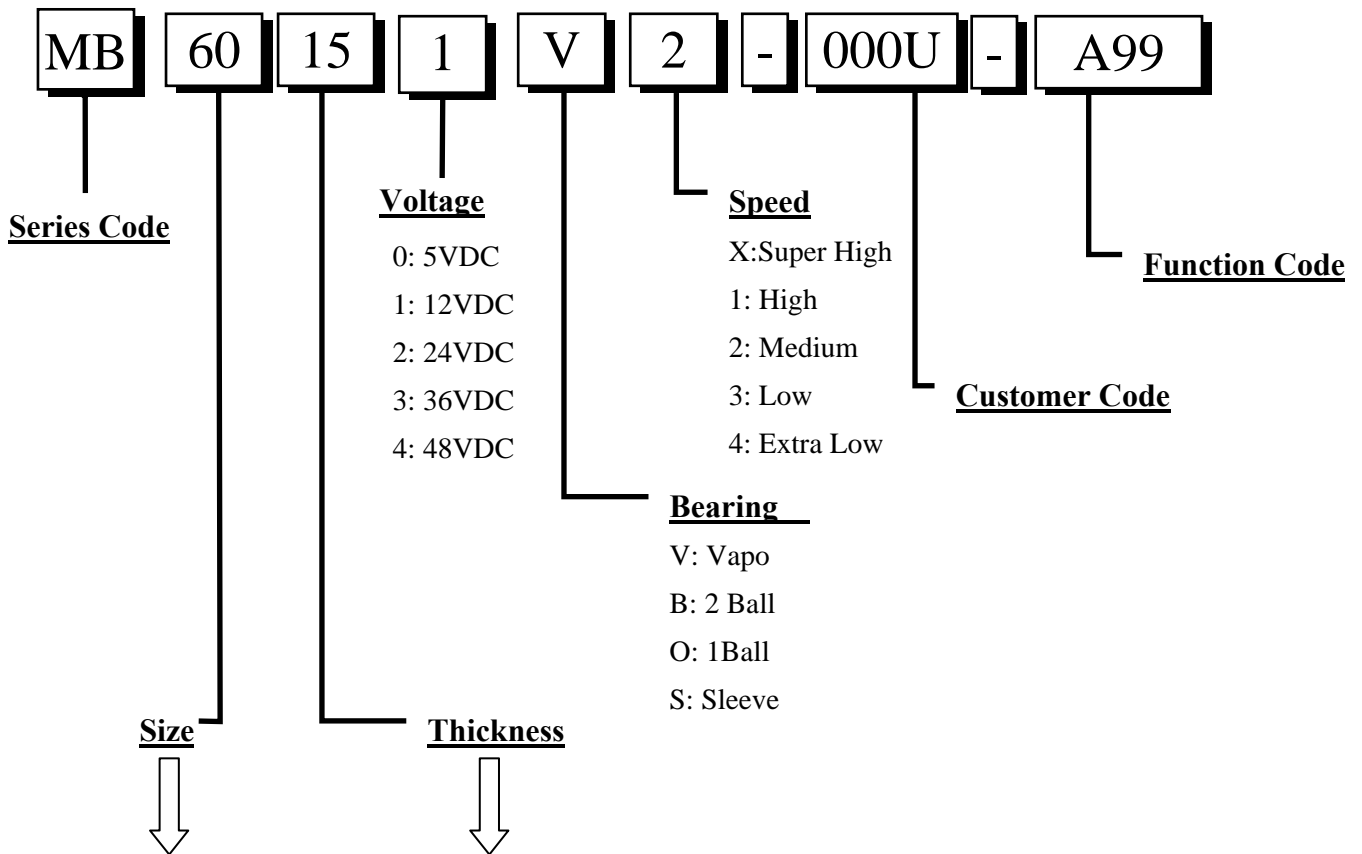 MB 60 15 1 V 2 - 000U - A99
Series Code
Voltage
0: 5VDC
1: 12VDC
2: 24VDC
3: 36VDC
4: 48VDC
Speed
X:Super High
1: High
2: Medium
3: Low
4: Extra Low
Function Code
Customer Code
Bearing
V: Vapo
B: 2 Ball
O: 1Ball
S: Sleeve
Size
Thickness